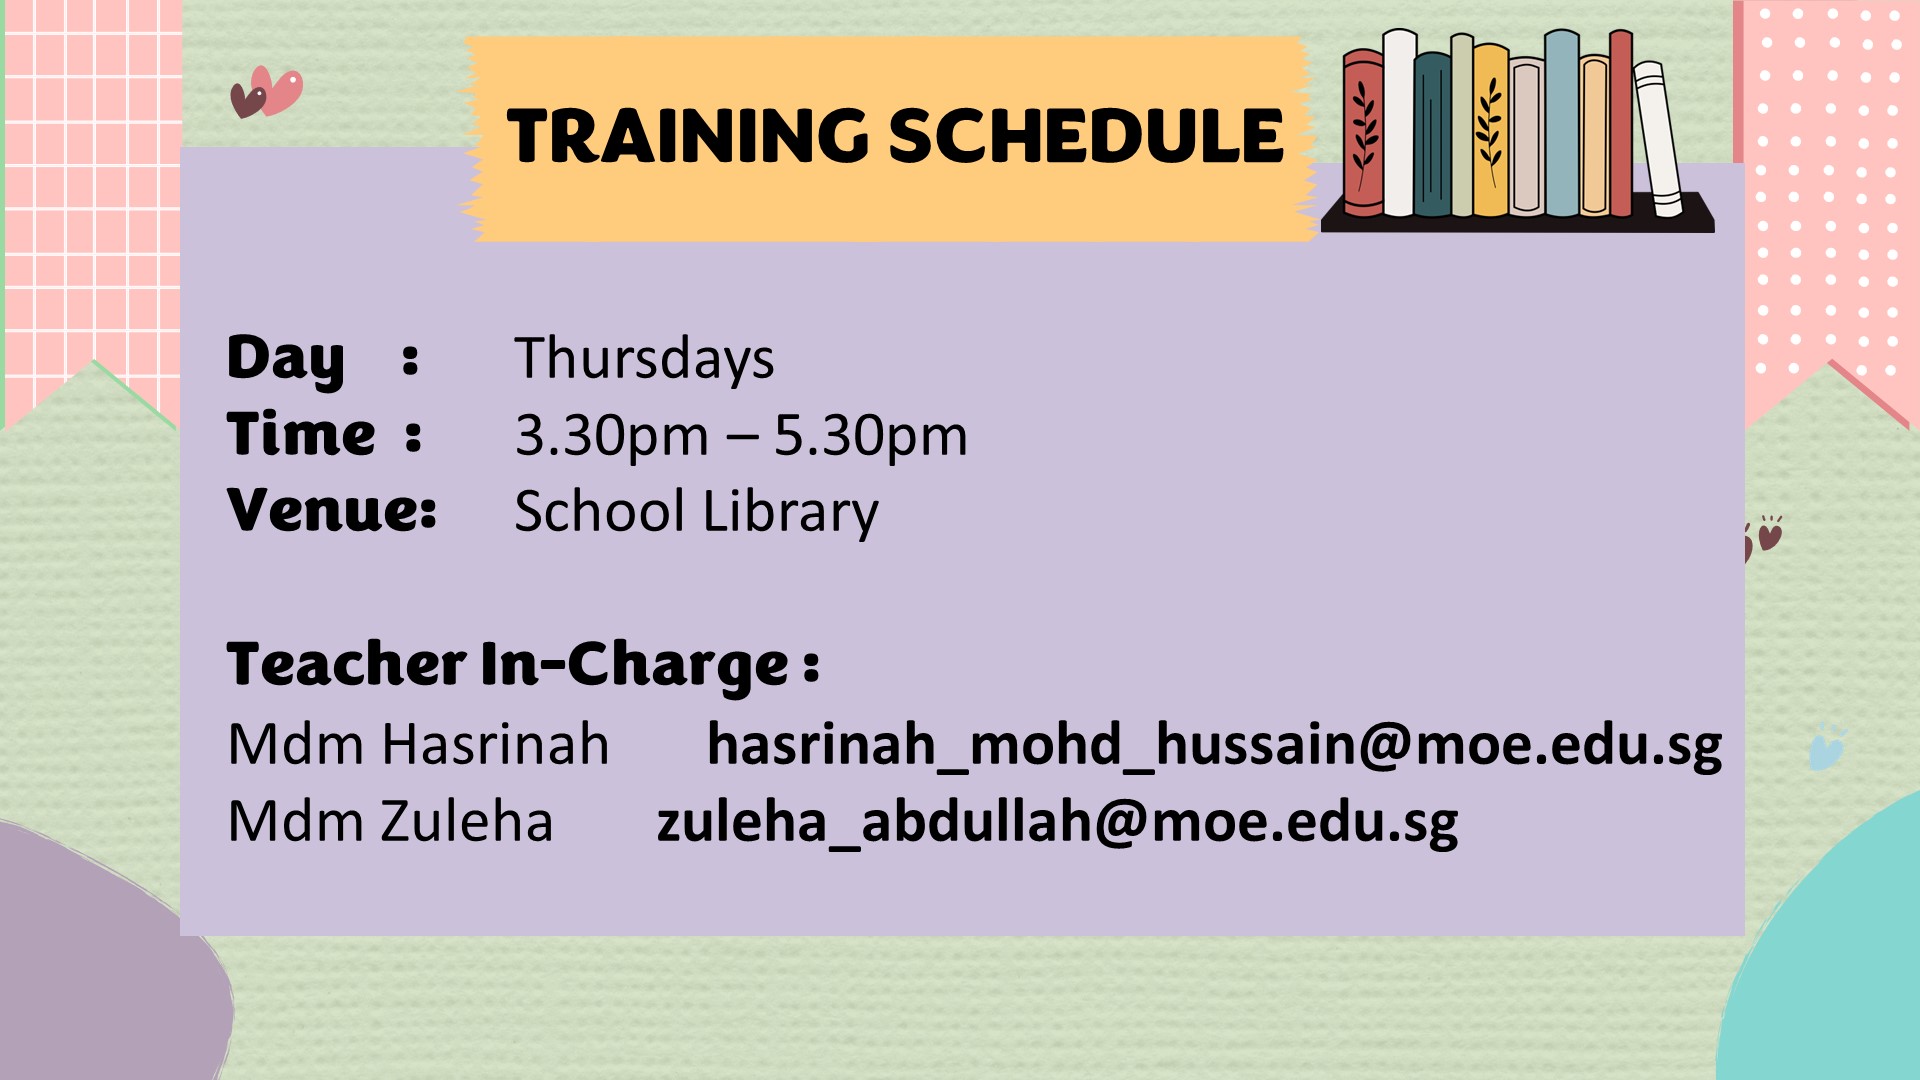 TRAINING SCHEDULE
Day : Thursdays
Time : 3.30pm – 5.30pm
Venue: School Library
Teacher In-Charge :
Mdm Hasrinah hasrinah_mohd_hussain@moe.edu.sg
Mdm Zuleha zuleha_abdullah@moe.edu.sg